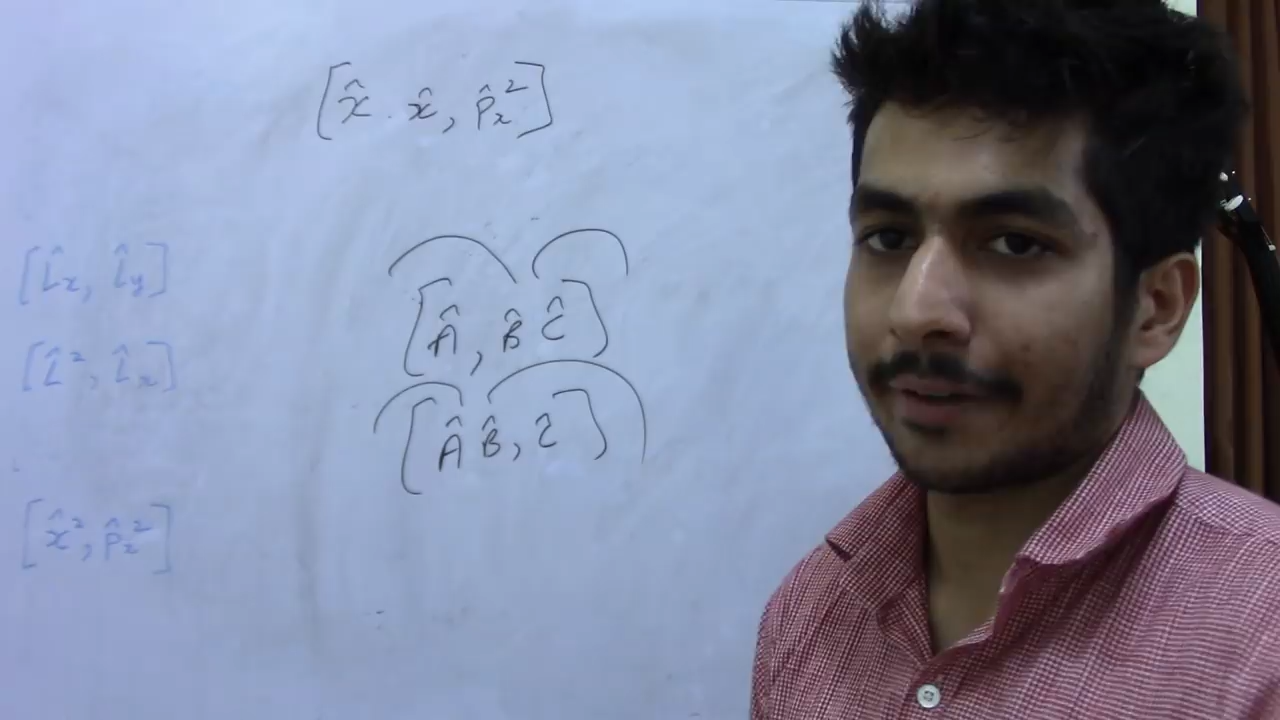 [x̂ . x̂, p̂ₓ²]
[L̂ₓ, L̂ᵧ]
[Â, B̂ Ĉ]
[L̂², L̂ₓ]
[Â B̂, Ĉ]
[x̂², p̂ₓ²]